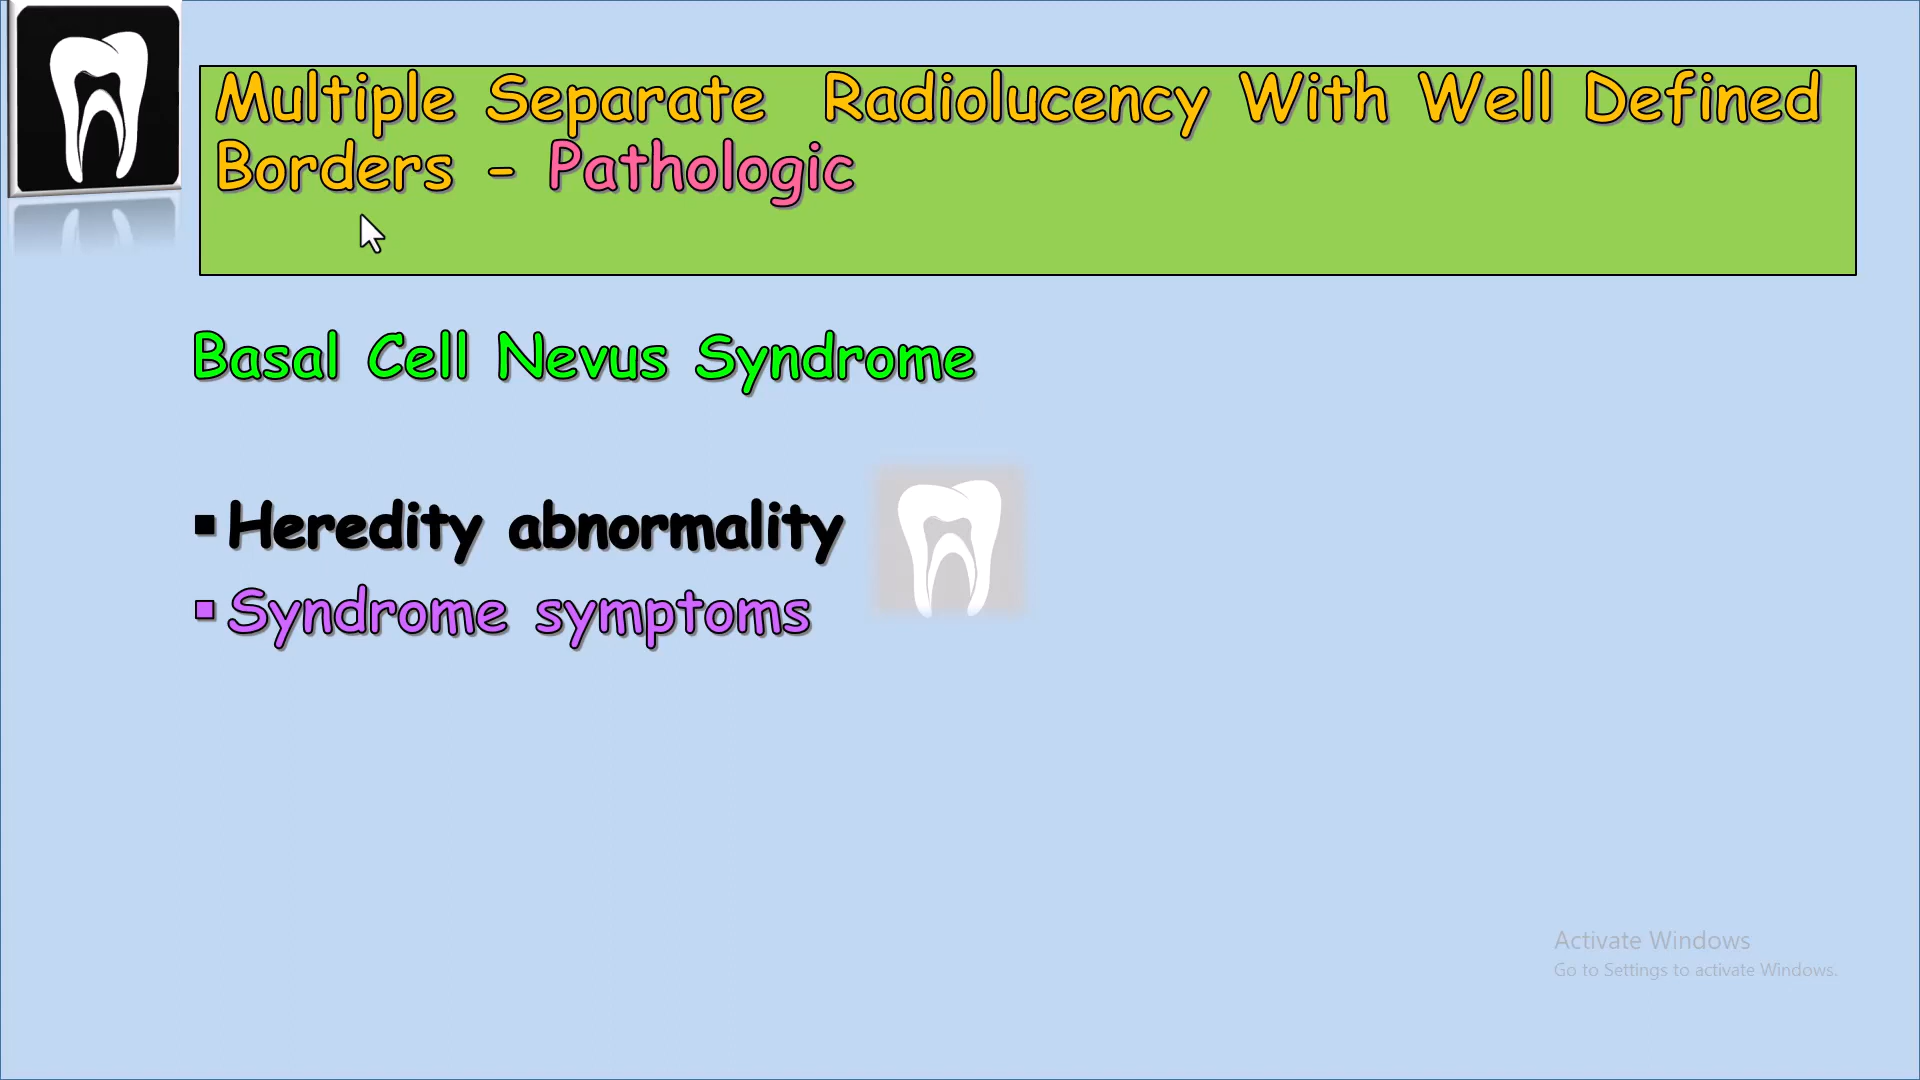 Multiple Separate Radiolucency With Well Defined
Borders - Pathologic
Basal Cell Nevus Syndrome
▪Heredity abnormality
▪Syndrome symptoms
Activate Windows
Go to Settings to activate Windows.